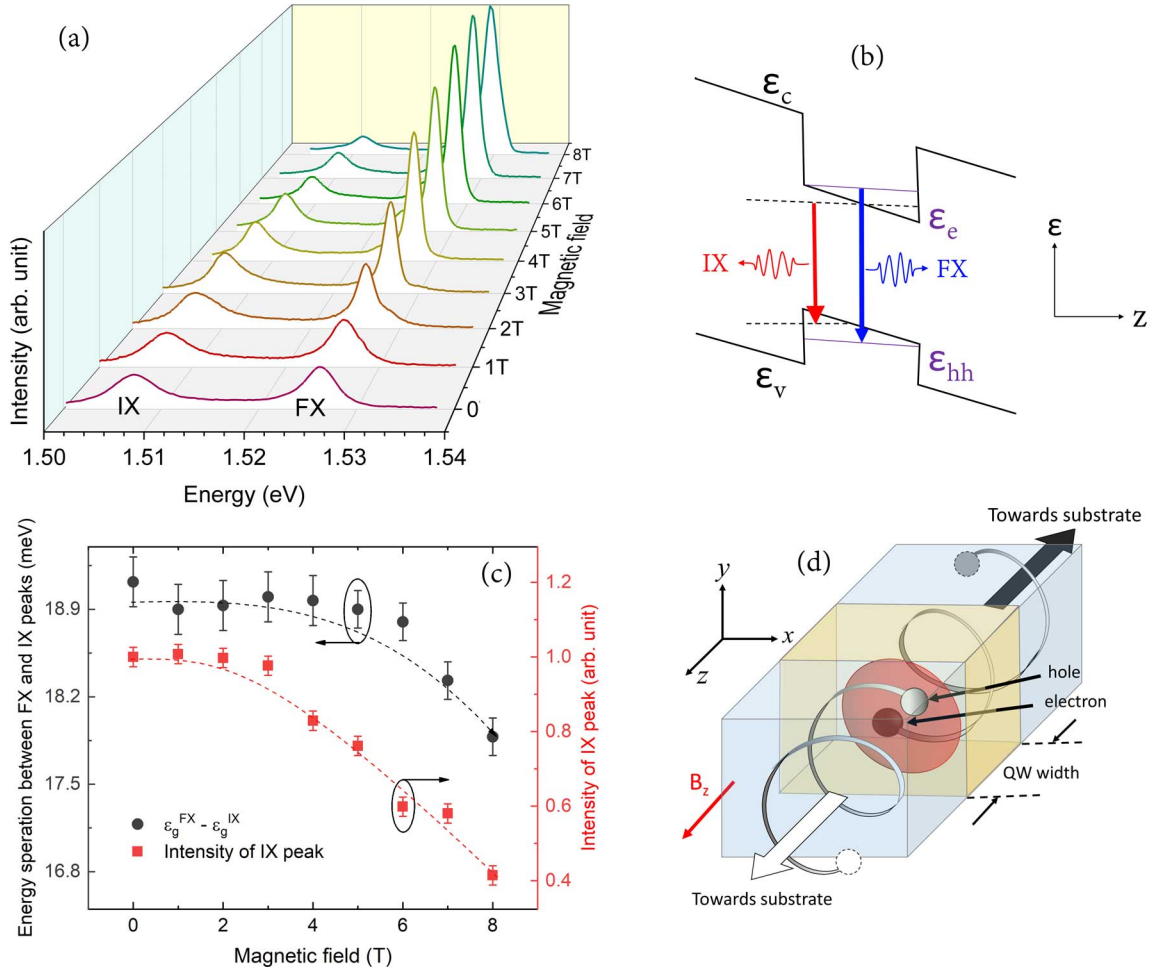 (a)
Intensity (arb. unit)
IX
FX
0
1T
2T
3T
4T
5T
6T
7T
8T
Magnetic field
1.50
1.51
1.52
1.53
1.54
Energy (eV)
(b)
εc
εe
IX
FX
εv
εhh
ε
z
(c)
Energy speration between FX and IX peaks (meV)
18.9
18.2
17.5
16.8
1.2
1.0
0.8
0.6
0.4
Intensity of IX peak (arb. unit)
εgFX - εgIX
Intensity of IX peak
0
2
4
6
8
Magnetic field (T)
(d)
Towards substrate
y
x
z
hole
electron
QW width
Bz
Towards substrate